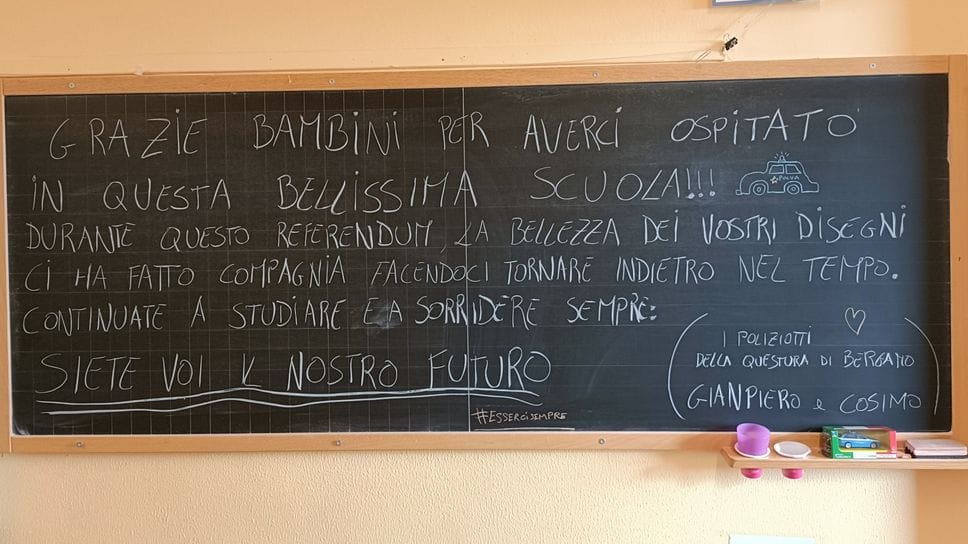 GRAZIE BAMBINI PER AVERCI OSPITATO
IN QUESTA BELLISSIMA SCUOLA!!!
DURANTE QUESTO REFERENDUM, LA BELLEZZA DEI VOSTRI DISEGNI
CI HA FATTO COMPAGNIA FACENDOCI TORNARE INDIETRO NEL TEMPO.
CONTINUATE A STUDIARE E A SORRIDERE SEMPRE:
SIETE VOI IL NOSTRO FUTURO
#ESSERCISEMPRE
I POLIZIOTTI
DELLA QUESTURA DI BERGAMO
GIANPIERO e COSIMO